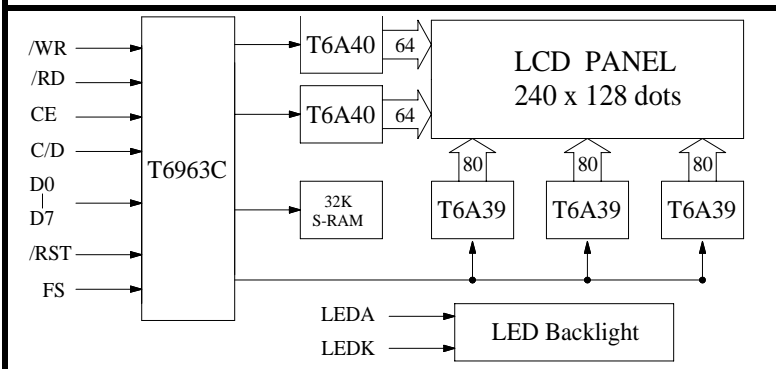 /WR
/RD
CE
C/D
D0
D7
/RST
FS
T6963C
T6A40
64
T6A40
64
32K
S-RAM
LCD PANEL
240 x 128 dots
80
80
80
T6A39
T6A39
T6A39
LEDA
LEDK
LED Backlight